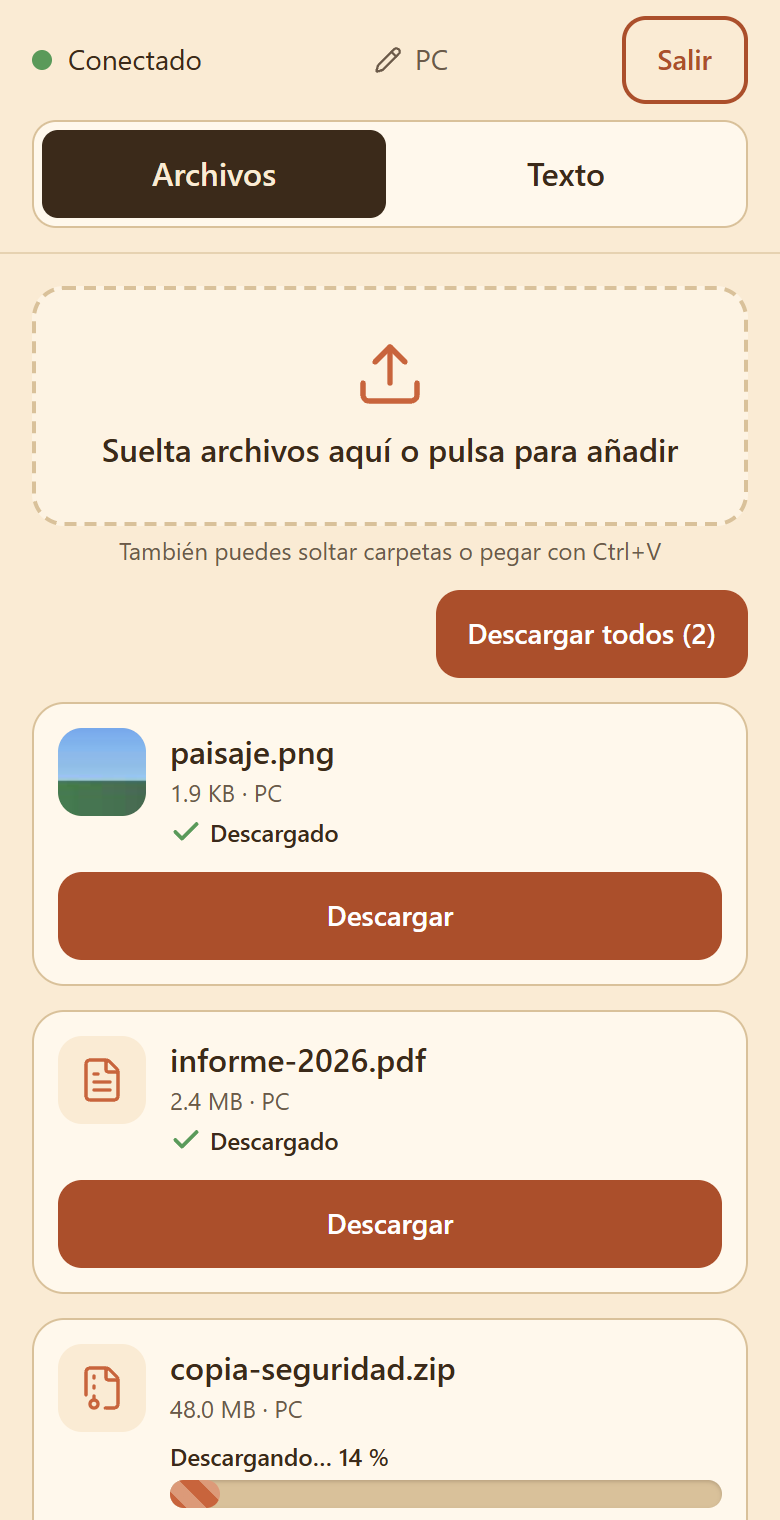 Conectado
PC
Salir
Archivos
Texto
Suelta archivos aquí o pulsa para añadir
También puedes soltar carpetas o pegar con Ctrl+V
Descargar todos (2)
paisaje.png
1.9 KB · PC
Descargado
Descargar
informe-2026.pdf
2.4 MB · PC
Descargado
Descargar
copia-seguridad.zip
48.0 MB · PC
Descargando… 14 %